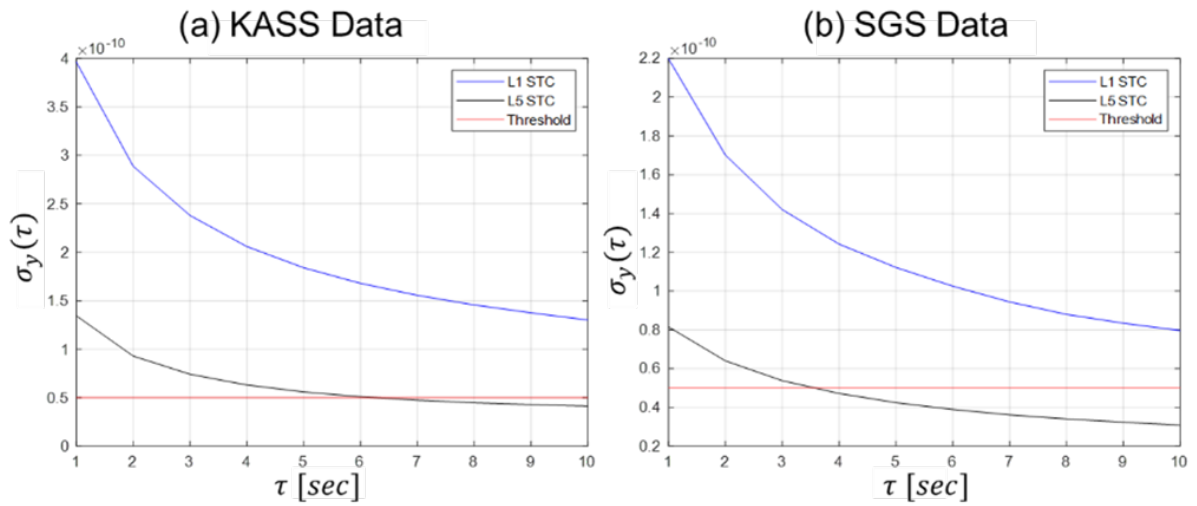 (a) KASS Data
×10⁻¹⁰
4
3.5
3
2.5
2
1.5
1
0.5
0
σ_y(τ)
L1 STC
L5 STC
Threshold
1 2 3 4 5 6 7 8 9 10
τ [sec]
(b) SGS Data
×10⁻¹⁰
2.2
2
1.8
1.6
1.4
1.2
1
0.8
0.6
0.4
0.2
σ_y(τ)
L1 STC
L5 STC
Threshold
1 2 3 4 5 6 7 8 9 10
τ [sec]